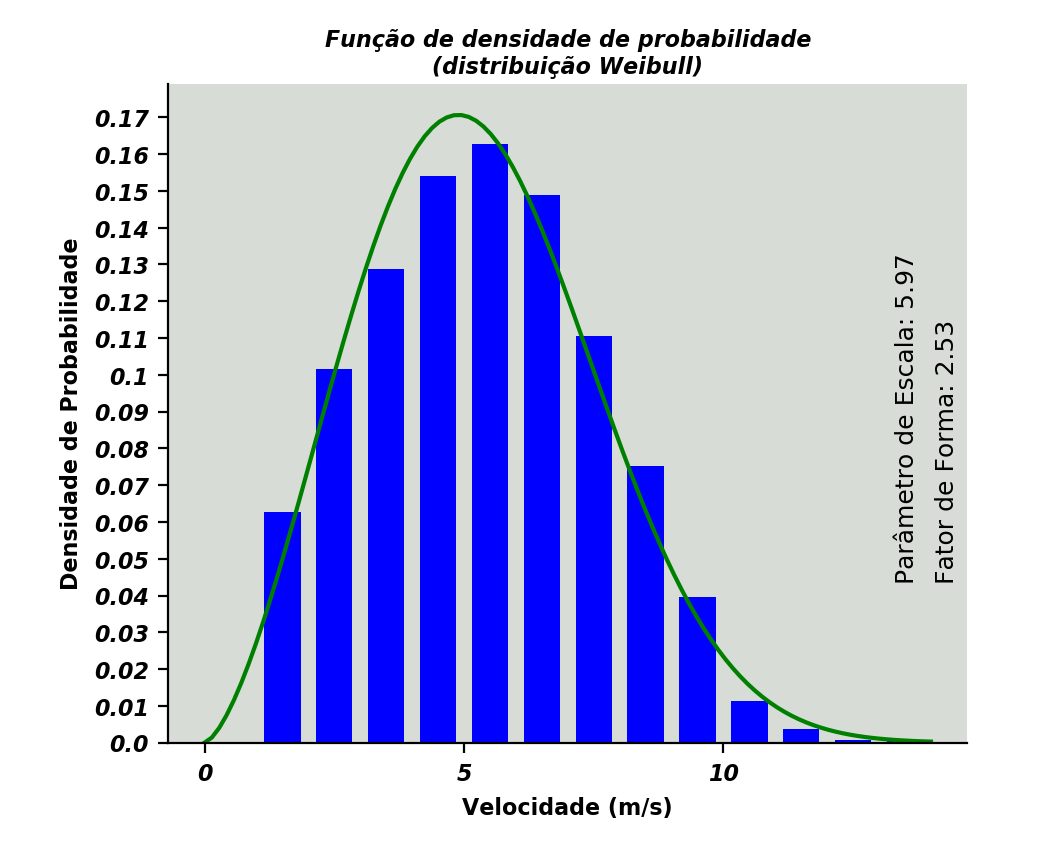 Função de densidade de probabilidade
(distribuição Weibull)
Densidade de Probabilidade
0.17
0.16
0.15
0.14
0.13
0.12
0.11
0.1
0.09
0.08
0.07
0.06
0.05
0.04
0.03
0.02
0.01
0.0
Parâmetro de Escala: 5.97
Fator de Forma: 2.53
0 5 10
Velocidade (m/s)